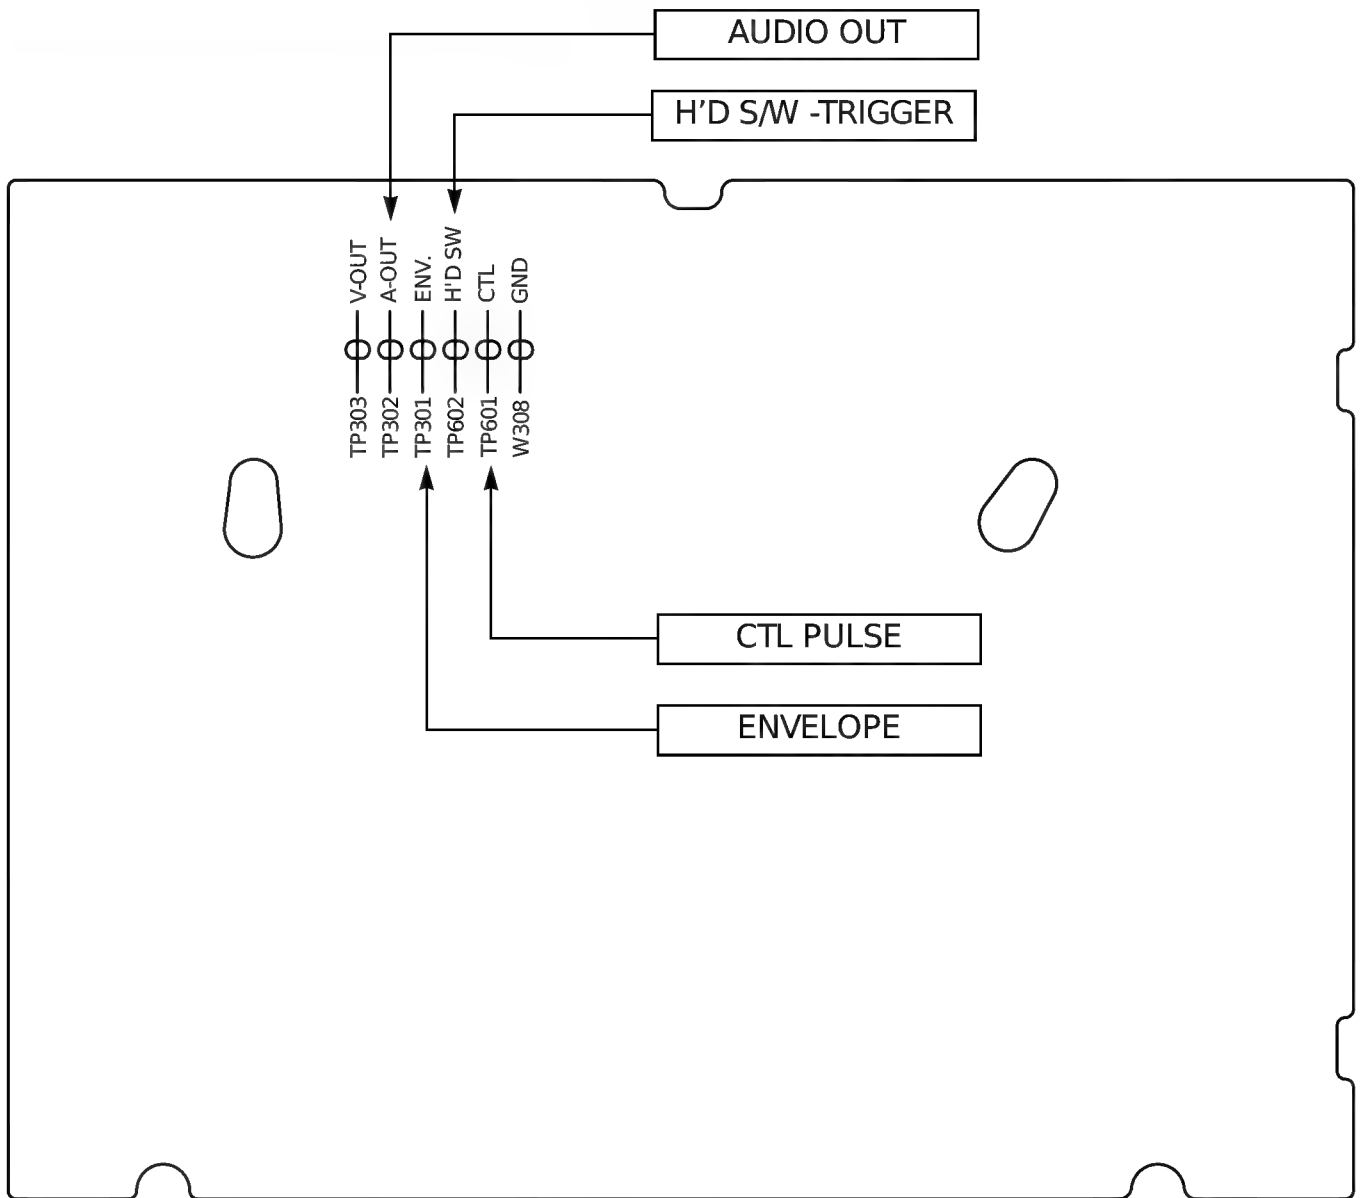 AUDIO OUT
H'D S/W -TRIGGER
V-OUT
A-OUT
ENV.
H'D SW
CTL
GND
TP303
TP302
TP301
TP602
TP601
W308
CTL PULSE
ENVELOPE